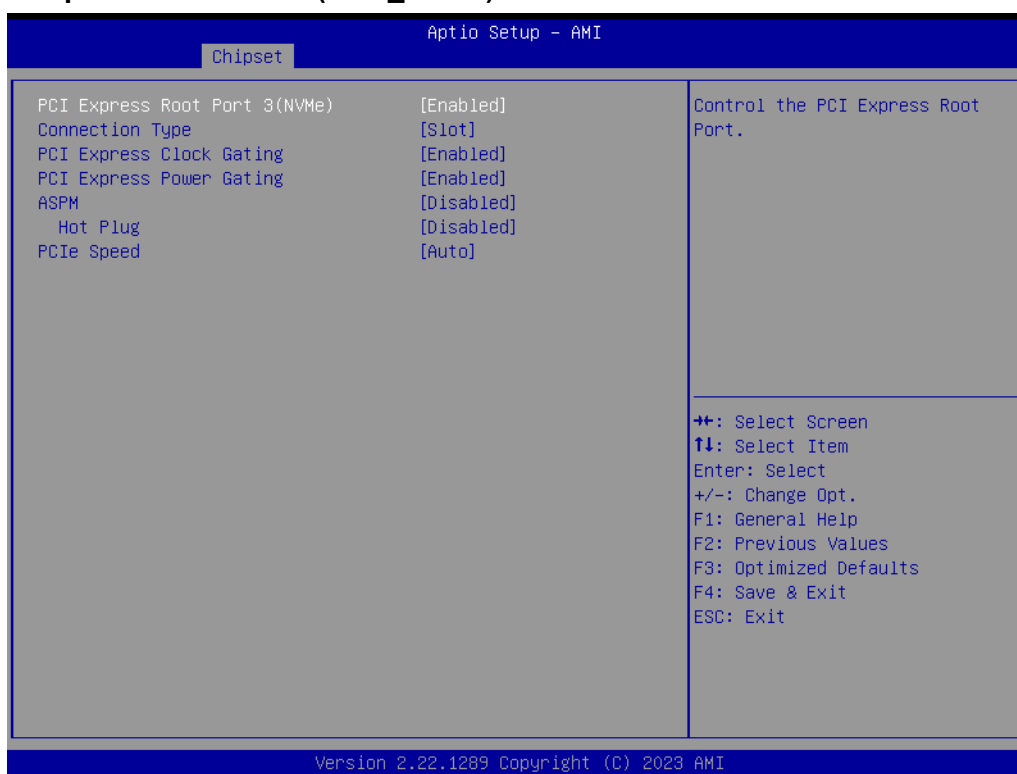 Aptio Setup – AMI
Chipset
PCI Express Root Port 3(NVMe) [Enabled]
Connection Type [Slot]
PCI Express Clock Gating [Enabled]
PCI Express Power Gating [Enabled]
ASPM [Disabled]
Hot Plug [Disabled]
PCIe Speed [Auto]
Control the PCI Express Root
Port.
→←: Select Screen
↑↓: Select Item
Enter: Select
+/-: Change Opt.
F1: General Help
F2: Previous Values
F3: Optimized Defaults
F4: Save & Exit
ESC: Exit
Version 2.22.1289 Copyright (C) 2023 AMI